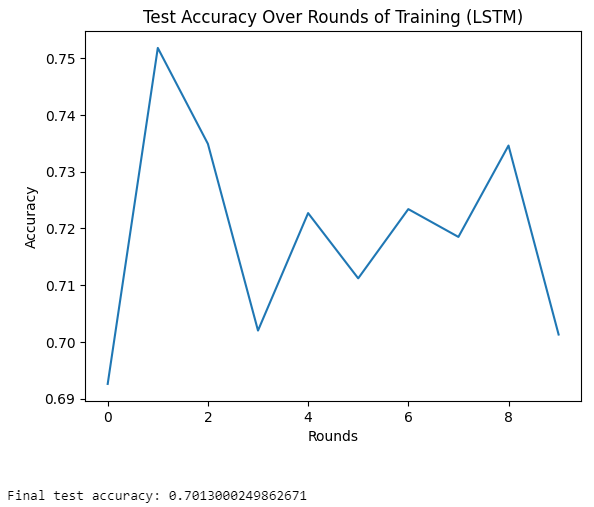 Test Accuracy Over Rounds of Training (LSTM)
0.75
0.74
0.73
0.72
0.71
0.70
0.69
Accuracy
0 2 4 6 8
Rounds
Final test accuracy: 0.7013000249862671